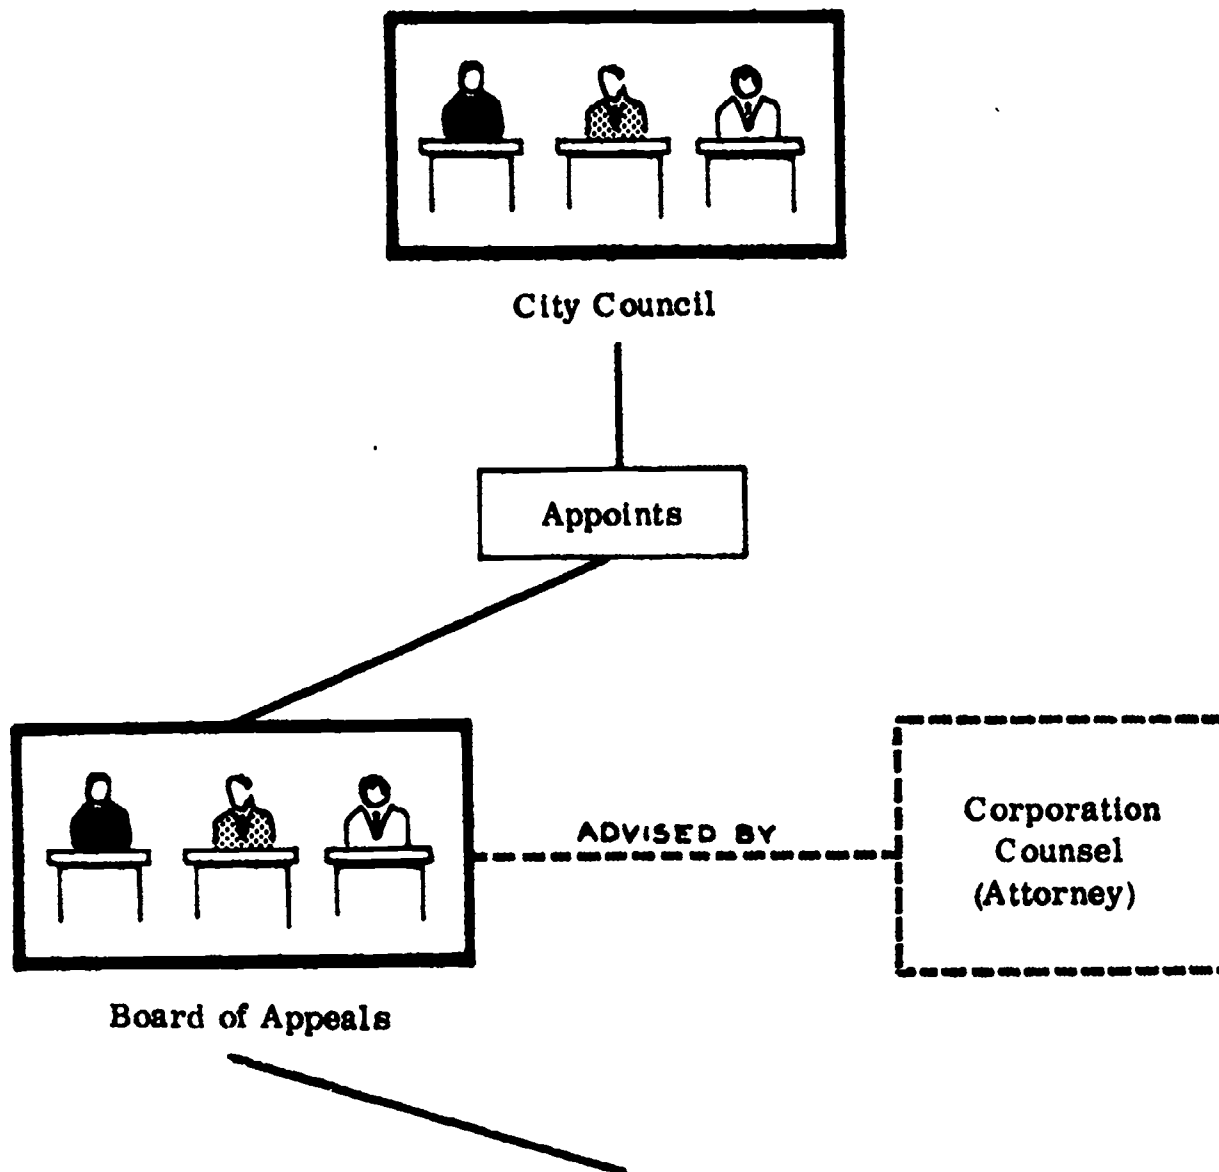 City Council
Appoints
ADVISED BY
Corporation
Counsel
(Attorney)
Board of Appeals